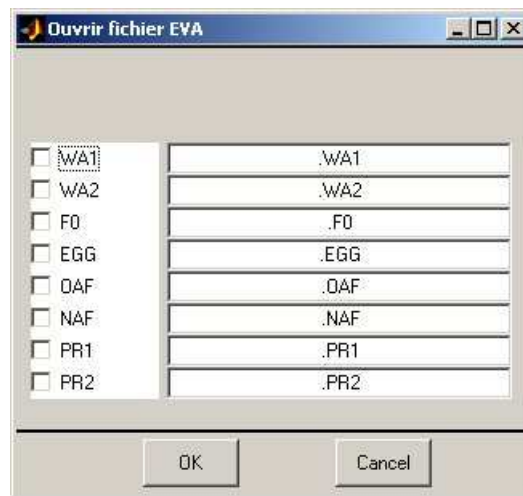 Ouvrir fichier EVA
WA1 .WA1
WA2 .WA2
F0 .F0
EGG .EGG
OAF .OAF
NAF .NAF
PR1 .PR1
PR2 .PR2
OK Cancel